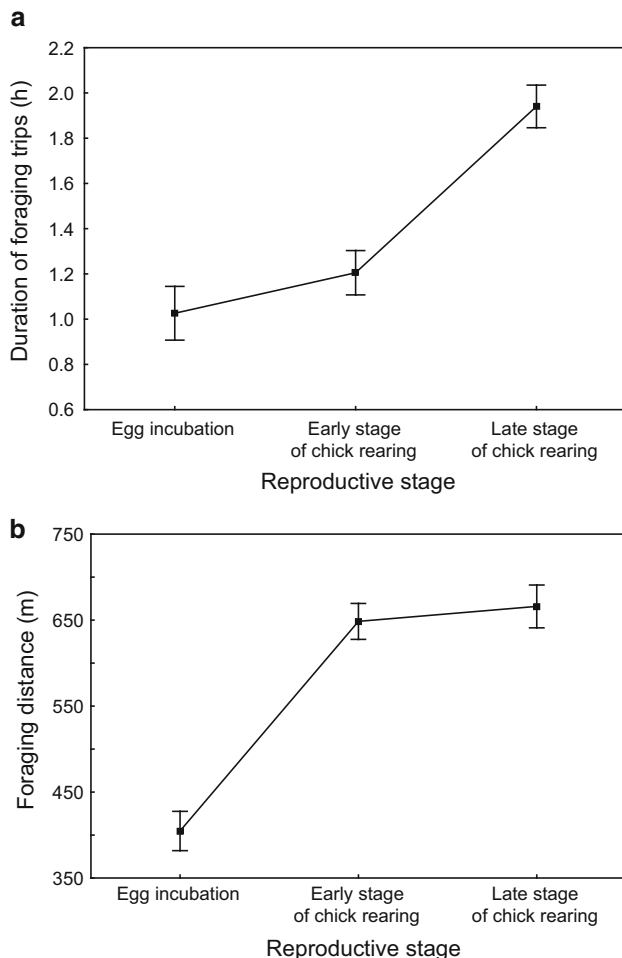 a
Duration of foraging trips (h)
2.2
2.0
1.8
1.6
1.4
1.2
1.0
0.8
0.6
Egg incubation
Early stage
of chick rearing
Late stage
of chick rearing
Reproductive stage
b
Foraging distance (m)
750
650
550
450
350
Egg incubation
Early stage
of chick rearing
Late stage
of chick rearing
Reproductive stage